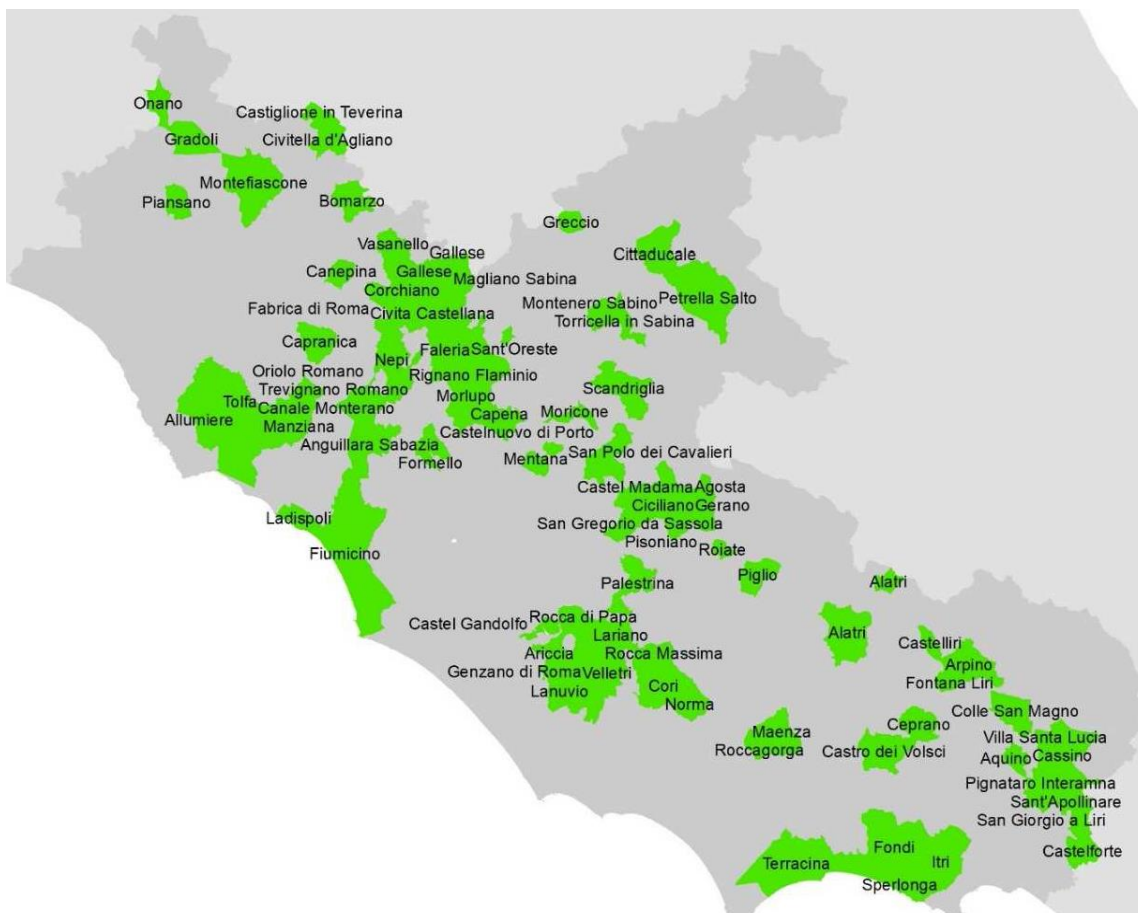 Onano
Castiglione in Teverina
Gradoli
Civitella d'Agliano
Montefiascone
Piansano
Bomarzo
Greccio
Vasanello
Gallese
Cittaducale
Canepina
Gallese
Magliano Sabina
Corchiano
Petrella Salto
Fabrica di Roma
Civita Castellana
Montenero Sabino
Torricella in Sabina
Capranica
Faleria
Sant'Oreste
Nepi
Oriolo Romano
Rignano Flaminio
Trevignano Romano
Scandriglia
Tolfa
Morlupo
Canale Monterano
Allumiere
Capena
Moricone
Manziana
Castelnuovo di Porto
Anguillara Sabazia
San Polo dei Cavalieri
Formello
Mentana
Castel Madama
Agosta
Ciciliano
Gerano
Ladispoli
San Gregorio da Sassola
Pisoniano
Fiumicino
Roiate
Palestrina
Piglio
Alatri
Rocca di Papa
Castel Gandolfo
Lariano
Alatri
Castelliri
Ariccia
Rocca Massima
Arpino
Genzano di Roma
Velletri
Fontana Liri
Lanuvio
Cori
Norma
Colle San Magno
Ceprano
Maenza
Villa Santa Lucia
Roccagorga
Castro dei Volsci
Aquino
Cassino
Pignataro Interamna
Sant'Apollinare
San Giorgio a Liri
Fondi
Castelforte
Terracina
Itri
Sperlonga